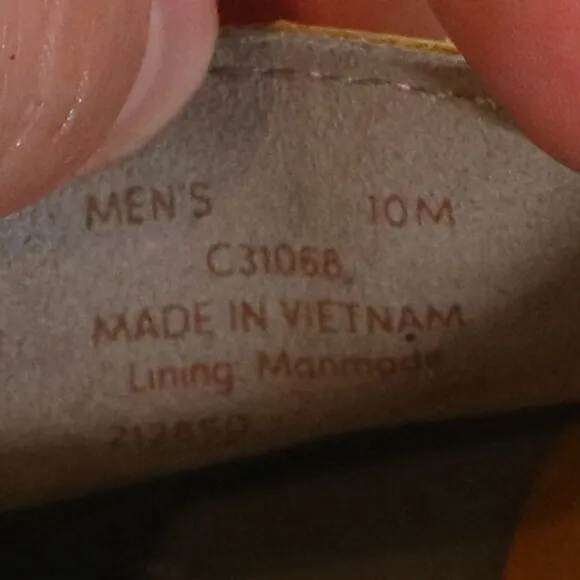 MEN'S 10M
C31068
MADE IN VIETNAM
Lining Manmade